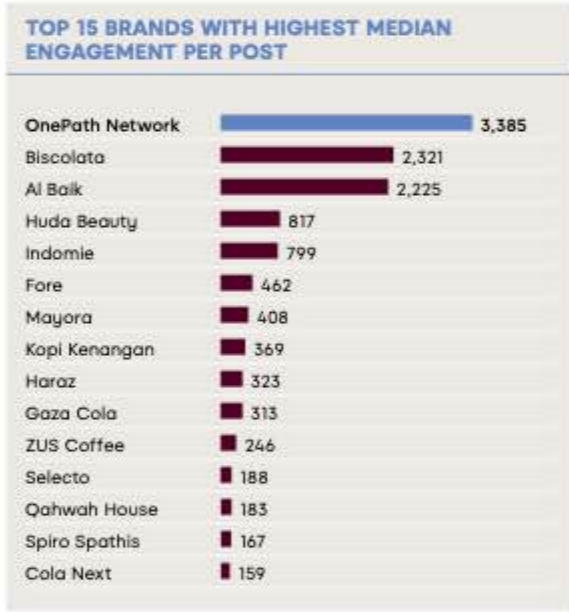 TOP 15 BRANDS WITH HIGHEST MEDIAN
ENGAGEMENT PER POST
OnePath Network 3,385
Biscolata 2,321
Al Baik 2,225
Huda Beauty 817
Indomie 799
Fore 462
Mayora 408
Kopi Kenangan 369
Haraz 323
Gaza Cola 313
ZUS Coffee 246
Selecto 188
Qahwah House 183
Spiro Spathis 167
Cola Next 159